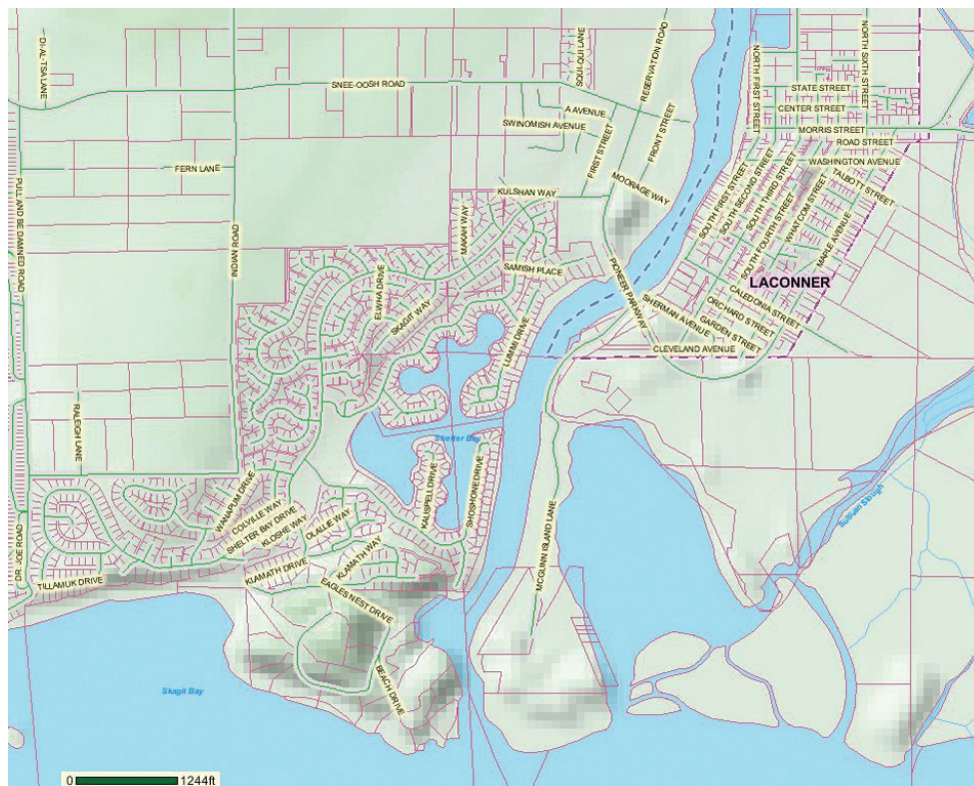 DI-AL-TSA LANE
SNEE-OOSH ROAD
SQUI-QUI LANE
RESERVATION ROAD
NORTH FIRST STREET
NORTH SIXTH STREET
STATE STREET
CENTER STREET
MORRIS STREET
ROAD STREET
WASHINGTON AVENUE
TALBOTT STREET
A AVENUE
SWINOMISH AVENUE
FIRST STREET
FRONT STREET
MOORAGE WAY
FERN LANE
PULL AND BE DAMNED ROAD
INDIAN ROAD
KULSHAN WAY
MAKAH WAY
SAMISH PLACE
ELWHA DRIVE
SKAGIT WAY
LUMMI DRIVE
PIONEER PARKWAY
SOUTH FIRST STREET
SOUTH SECOND STREET
SOUTH THIRD STREET
SOUTH FOURTH STREET
WHATCOM STREET
MAPLE AVENUE
LACONNER
CALEDONIA STREET
ORCHARD STREET
SHERMAN AVENUE
GARDEN STREET
CLEVELAND AVENUE
RALEIGH LANE
Shelter Bay
KALISPELL DRIVE
SHOSHONE DRIVE
WANAPUM DRIVE
COLVILLE WAY
SHELTER BAY DRIVE
KLOSHE WAY
OLALLIE WAY
KLAMATH WAY
KLAMATH DRIVE
EAGLES NEST DRIVE
BEACH DRIVE
MCGLINN ISLAND LANE
Sullivan Slough
DR. JOE ROAD
TILLAMUK DRIVE
Skagit Bay
0 1244ft